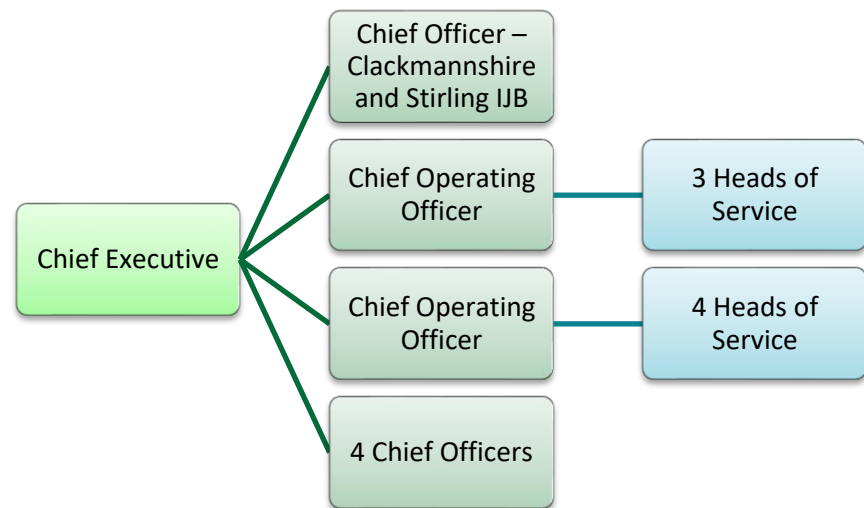 Chief Officer –
Clackmannshire
and Stirling IJB
Chief Operating
Officer
3 Heads of
Service
Chief Executive
Chief Operating
Officer
4 Heads of
Service
4 Chief Officers